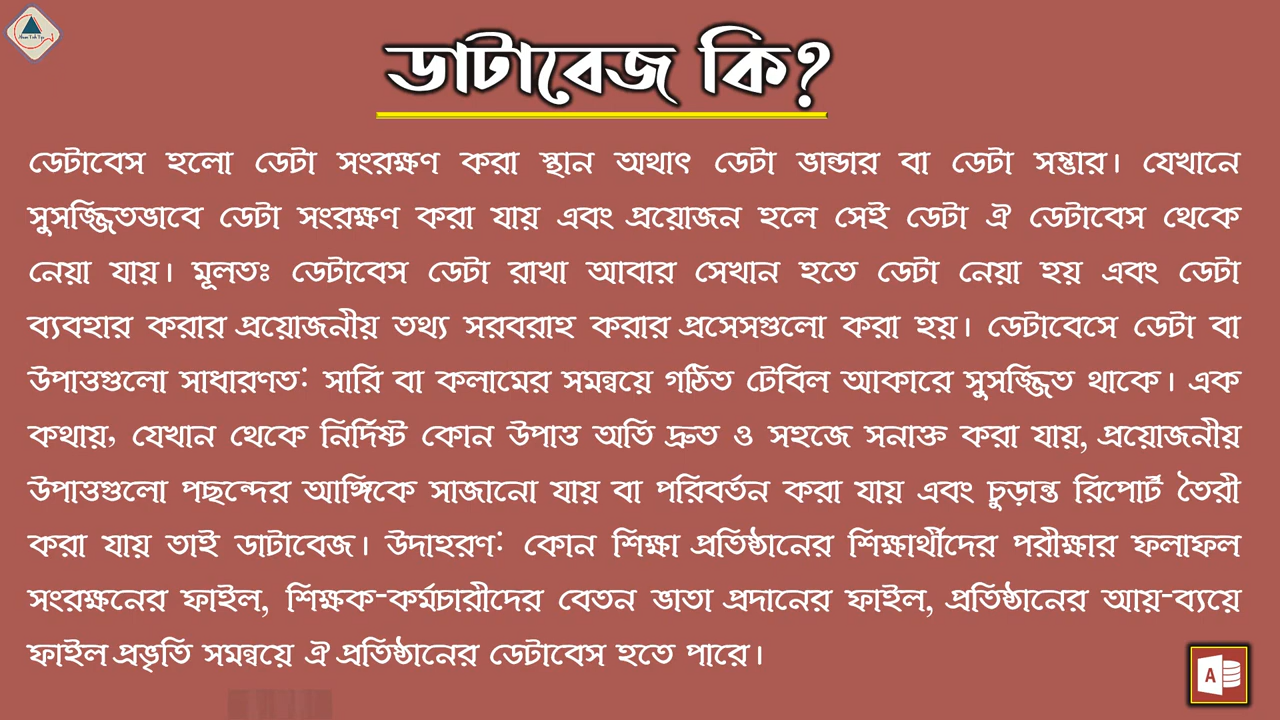 ডাটাবেজ কি?
ডেটাবেস হলো ডেটা সংরক্ষণ করা স্থান অথাৎ ডেটা ভান্ডার বা ডেটা সম্ভার। যেখানে
সুসজ্জিতভাবে ডেটা সংরক্ষণ করা যায় এবং প্রয়োজন হলে সেই ডেটা ঐ ডেটাবেস থেকে
নেয়া যায়। মূলতঃ ডেটাবেস ডেটা রাখা আবার সেখান হতে ডেটা নেয়া হয় এবং ডেটা
ব্যবহার করার প্রয়োজনীয় তথ্য সরবরাহ করার প্রসেসগুলো করা হয়। ডেটাবেসে ডেটা বা
উপাত্তগুলো সাধারণত: সারি বা কলামের সমন্বয়ে গঠিত টেবিল আকারে সুসজ্জিত থাকে। এক
কথায়, যেখান থেকে নির্দিষ্ট কোন উপাত্ত অতি দ্রুত ও সহজে সনাক্ত করা যায়, প্রয়োজনীয়
উপাত্তগুলো পছন্দের আঙ্গিকে সাজানো যায় বা পরিবর্তন করা যায় এবং চুড়ান্ত রিপোর্ট তৈরী
করা যায় তাই ডাটাবেজ। উদাহরণ: কোন শিক্ষা প্রতিষ্ঠানের শিক্ষার্থীদের পরীক্ষার ফলাফল
সংরক্ষনের ফাইল, শিক্ষক-কর্মচারীদের বেতন ভাতা প্রদানের ফাইল, প্রতিষ্ঠানের আয়-ব্যয়ে
ফাইল প্রভৃতি সমন্বয়ে ঐ প্রতিষ্ঠানের ডেটাবেস হতে পারে।
A